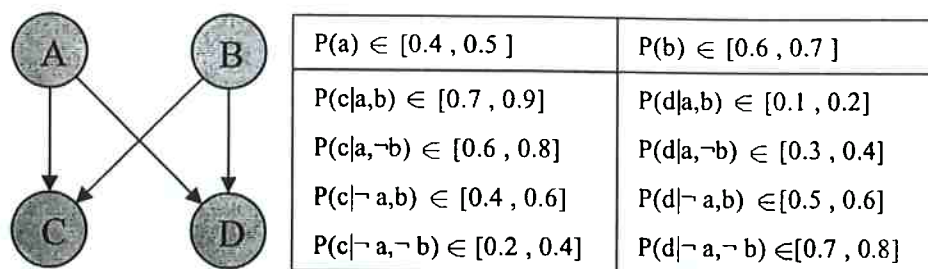 A B
C D
P(a) ∈ [0.4 , 0.5 ] P(b) ∈ [0.6 , 0.7 ]
P(c|a,b) ∈ [0.7 , 0.9] P(d|a,b) ∈ [0.1 , 0.2]
P(c|a,¬b) ∈ [0.6 , 0.8] P(d|a,¬b) ∈ [0.3 , 0.4]
P(c|¬ a,b) ∈ [0.4 , 0.6] P(d|¬ a,b) ∈[0.5 , 0.6]
P(c|¬ a,¬ b) ∈ [0.2 , 0.4] P(d|¬ a,¬ b) ∈[0.7 , 0.8]